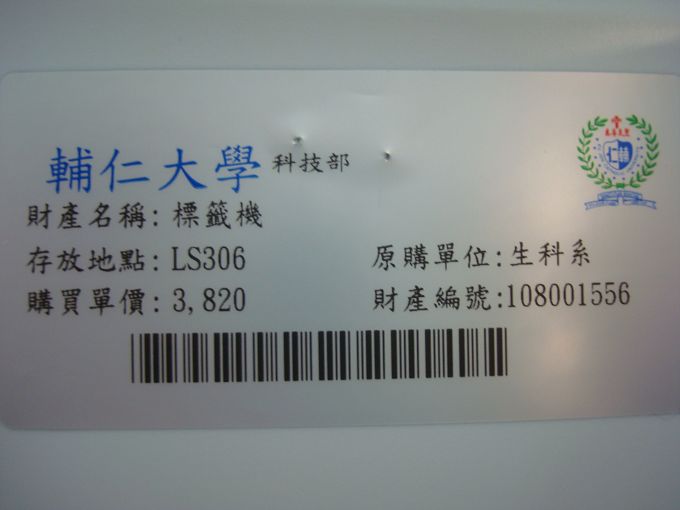 輔仁大學 科技部
財產名稱: 標籤機
存放地點: LS306 原購單位:生科系
購買單價: 3,820 財產編號:108001556